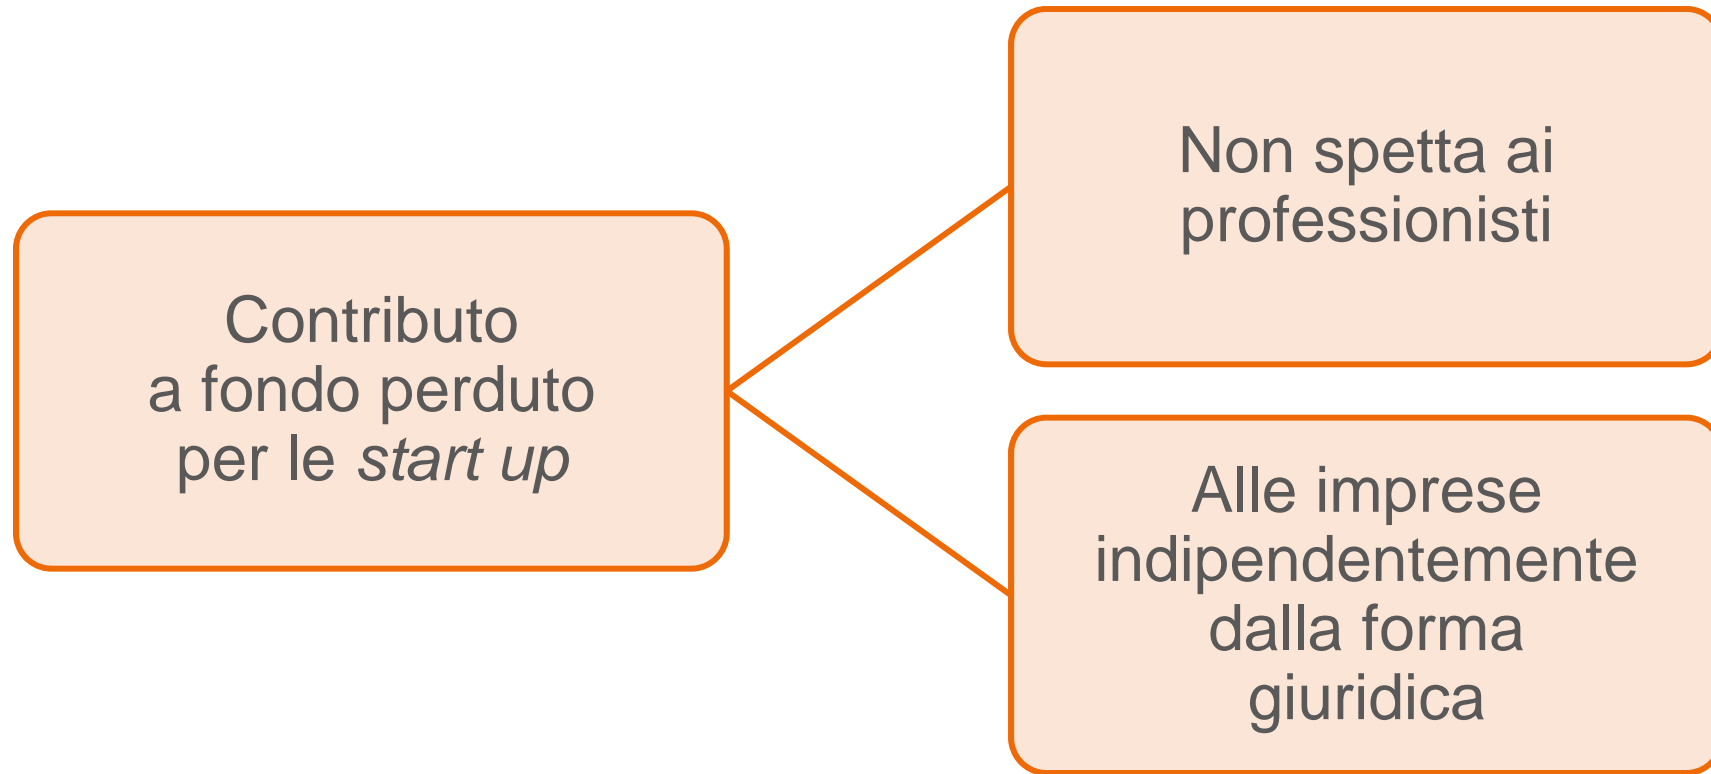 Contributo
a fondo perduto
per le start up
Non spetta ai
professionisti
Alle imprese
indipendentemente
dalla forma
giuridica